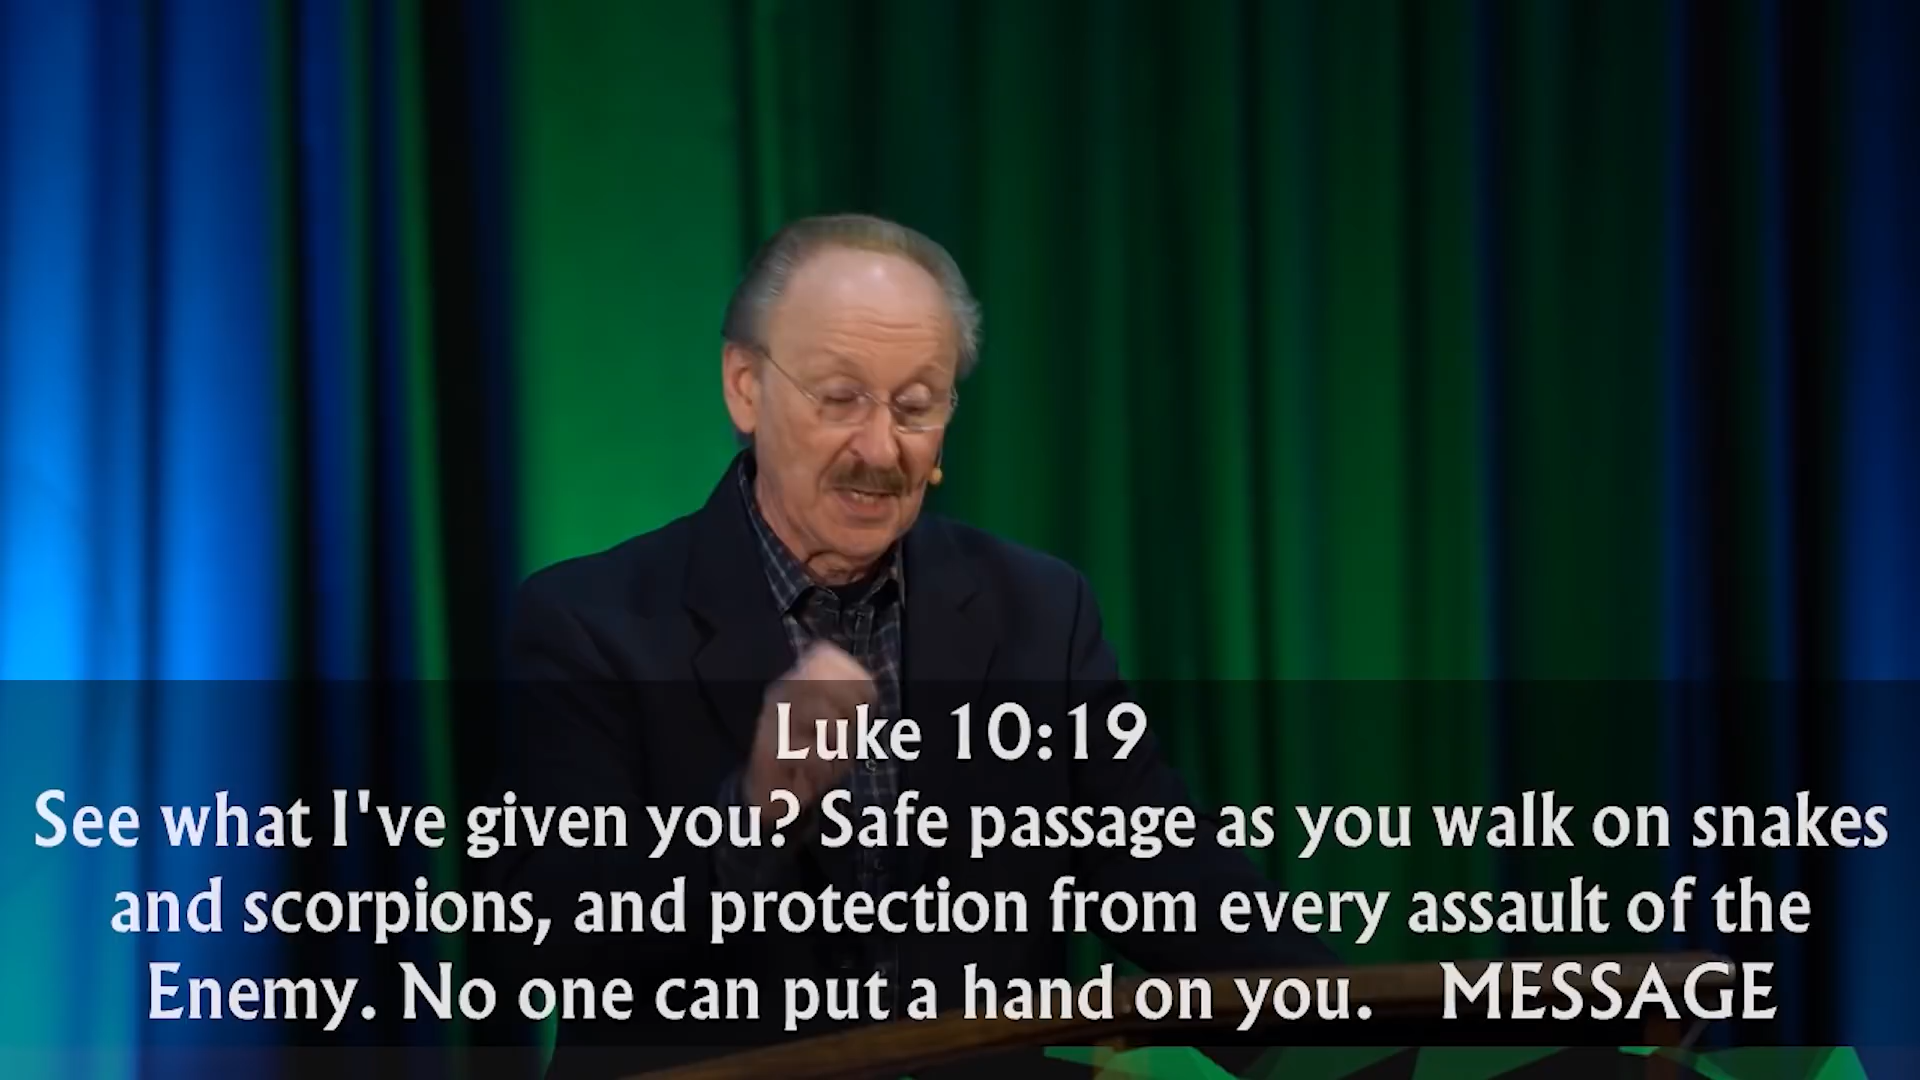 Luke 10:19
See what I've given you? Safe passage as you walk on snakes
and scorpions, and protection from every assault of the
Enemy. No one can put a hand on you. MESSAGE